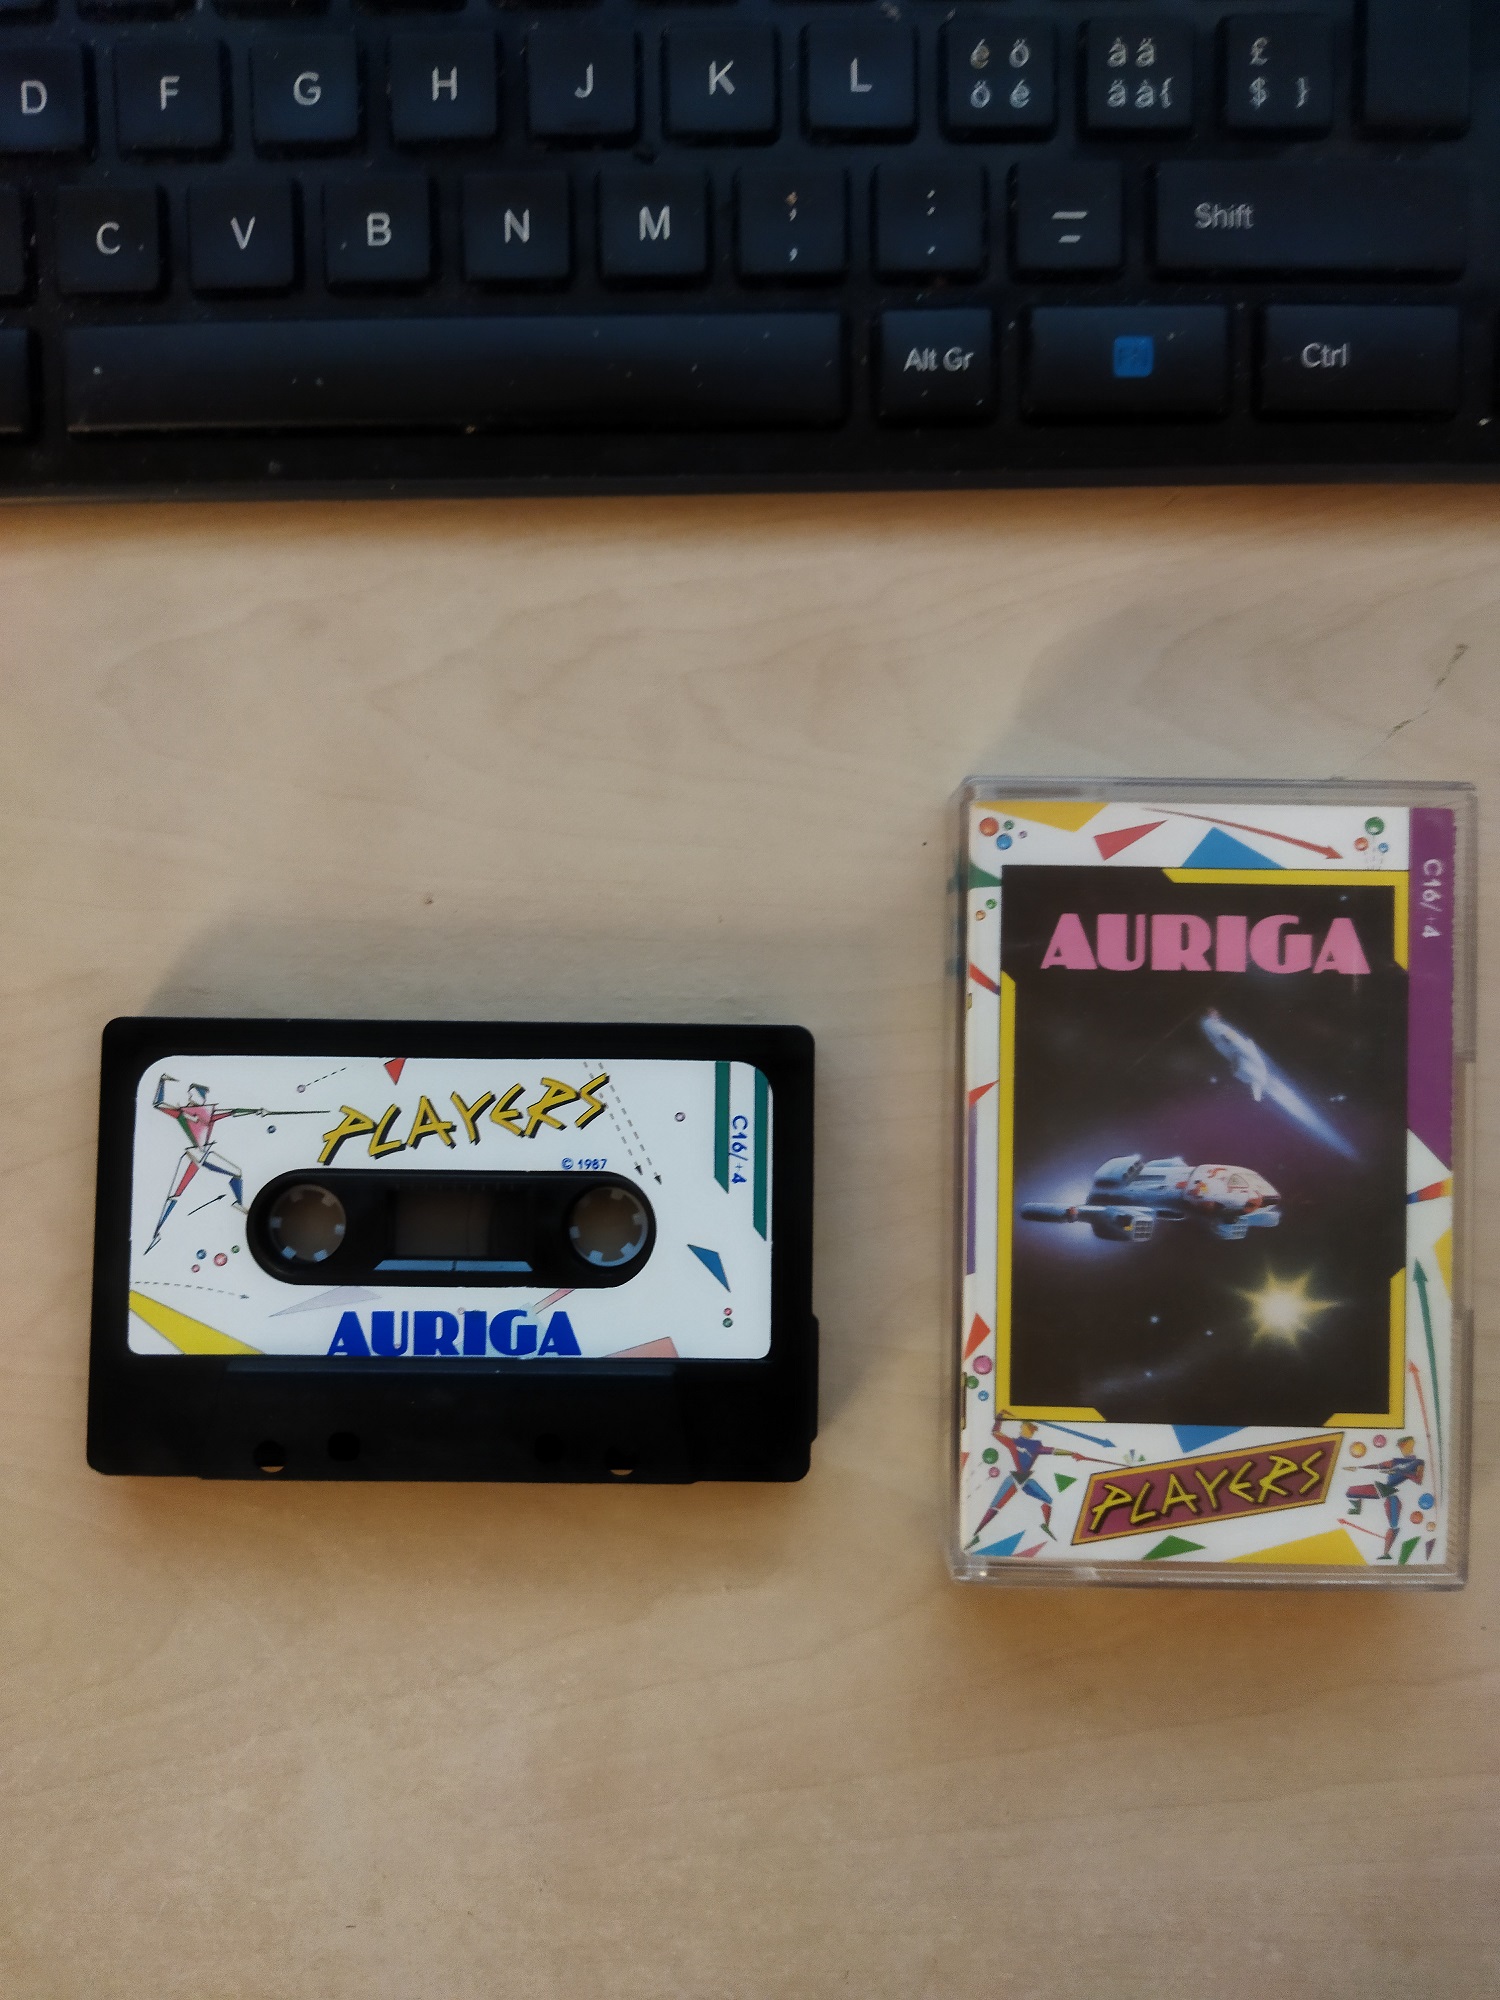 D F G H J K L é ö ö é à ä ä à { £ $ }
C V B N M ; , : . – Shift
Alt Gr Ctrl
PLAYERS
© 1987
C16/+4
AURIGA
AURIGA
C16/+4
PLAYERS